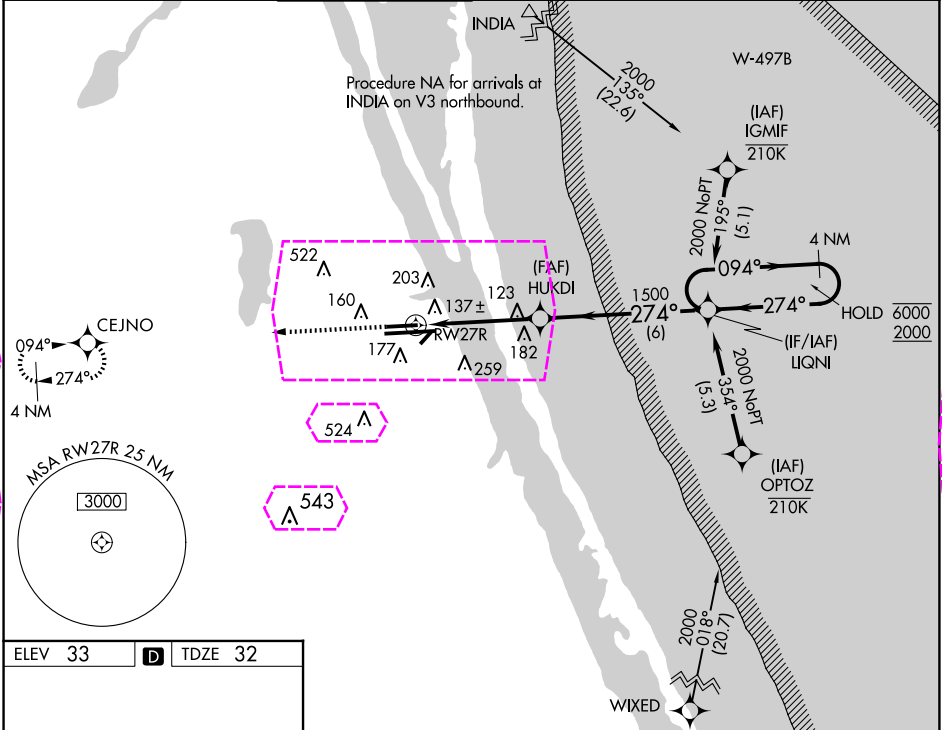 INDIA
W-497B
Procedure NA for arrivals at
INDIA on V3 northbound.
2000
135°
(22.6)
(IAF)
IGMIF
210K
2000 NoPT
195°
(5.1)
4 NM
094°
274°
HOLD 6000
2000
522
203
160
137 ±
123
(FAF)
HUKDI
1500
274°
(6)
(IF/IAF)
LIQNI
RW27R
177
182
259
CEJNO
094°
274°
4 NM
524
543
2000 NoPT
354°
(5.3)
(IAF)
OPTOZ
210K
MSA RW27R 25 NM
3000
2000
018°
(20.7)
WIXED
ELEV 33 D TDZE 32